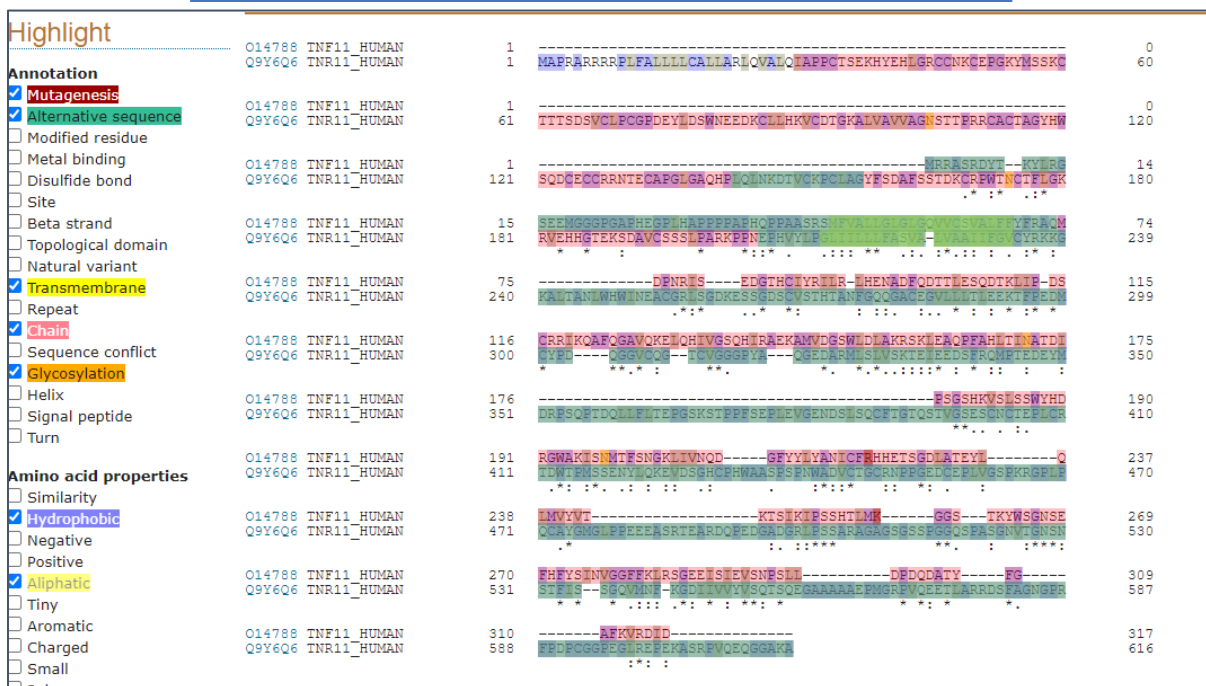 Highlight
Annotation
Mutagenesis
Alternative sequence
Modified residue
Metal binding
Disulfide bond
Site
Beta strand
Topological domain
Natural variant
Transmembrane
Repeat
Chain
Sequence conflict
Glycosylation
Helix
Signal peptide
Turn
Amino acid properties
Similarity
Hydrophobic
Negative
Positive
Aliphatic
Tiny
Aromatic
Charged
Small
O14788 TNF11_HUMAN 1 ------------------------------------------------------------ 0
Q9Y6Q6 TNR11_HUMAN 1 MAPRARRRRPLFALLLLCALLARLQVALQIAPPCTSEKHYEHLGRCCNKCEPGKYMSSKC 60
O14788 TNF11_HUMAN 1 ------------------------------------------------------------ 0
Q9Y6Q6 TNR11_HUMAN 61 TTTSDSVCLPCGPDEYLDSWNEEDKCLLHKVCDTGKALVAVVAGNSTTPRRCACTAGYHW 120
O14788 TNF11_HUMAN 1 --------------------------------------------MRRASRDYT--KYLRG 14
Q9Y6Q6 TNR11_HUMAN 121 SQDCECCRRNTECAPGLGAQHPLQLNKDTVCKPCLAGYFSDAFSSTDKCRPWTNCTFLGK 180
.* :* .:*
O14788 TNF11_HUMAN 15 SEEMGGGPGAPHEGPLHAPPPPAPHQPPAASRSMFVALLGLGLGQVVCSVALFFYFRAQM 74
Q9Y6Q6 TNR11_HUMAN 181 RVEHHGTEKSDAVCSSSLPARKPPNEPHVYLPGLIILLLFASVA-LVAAIIFGVCYRKKG 239
* * : * *::* . .::: ** .: .: : . :* :
O14788 TNF11_HUMAN 75 -------------DPNRIS----EDGTHCIYRILR-LHENADFQDTTLESQDTKLIP-DS 115
Q9Y6Q6 TNR11_HUMAN 240 KALTANLWHWINEACGRLSGDKESSGDSCVSTHTANFGQQGACEGVLLLTLEEKTFPEDM 299
.*:* .* *: : :: :. . * : * :* *
O14788 TNF11_HUMAN 116 CRRIKQAFQGAVQKELQHIVGSQHIRAEKAMVDGSWLDLAKRSKLEAQPFAHLTINATDI 175
Q9Y6Q6 TNR11_HUMAN 300 CYPD----QGGVCQG--TCVGGGPYA---QGEDARMLSLVSKTEIEEDSFRQMPTEDEYM 350
* **.* : **. *. *.*..::::* : * :: : :
O14788 TNF11_HUMAN 176 ---------------------------------------------PSGSHKVSLSSWYHD 190
Q9Y6Q6 TNR11_HUMAN 351 DRPSQPTDQLLFLTEPGSKSTPPFSEPLEVGENDSLSQCFTGTQSTVGSESCNCTEPLCR 410
**.. . :.
O14788 TNF11_HUMAN 191 RGWAKISNMTFSNGKLIVNQD-----GFYYLYANICFRHHETSGDLATEYL--------Q 237
Q9Y6Q6 TNR11_HUMAN 411 TDWTPMSSENYLQKEVDSGHCPHWAASPSPNWADVCTGCRNPPGEDCEPLVGSPKRGPLP 470
.*: :*. .: : :: .: . :*::* :: *: . :
O14788 TNF11_HUMAN 238 LMVYVT-------------------KTSIKIPSSHTLMK------GGS---TKYWSGNSE 269
Q9Y6Q6 TNR11_HUMAN 471 QCAYGMGLPPEEEASRTEARDQPEDGADGRLPSSARAGAGSGSSPGGQSPASGNVTGNSN 530
.* :. ::*** **. : :***:
O14788 TNF11_HUMAN 270 FHFYSINVGGFFKLRSGEEISIEVSNPSLL----------DPDQDATY-----FG----- 309
Q9Y6Q6 TNR11_HUMAN 531 STFIS--SGQVMNF-KGDIIVVYVSQTSQEGAAAAAEPMGRPVQEETLARRDSFAGNGPR 587
* * * .::: .*: * : **: * * *: * *.
O14788 TNF11_HUMAN 310 -------AFKVRDID-------------- 317
Q9Y6Q6 TNR11_HUMAN 588 FPDPCGGPEGLREPEKASRPVQEQGGAKA 616
:*: :